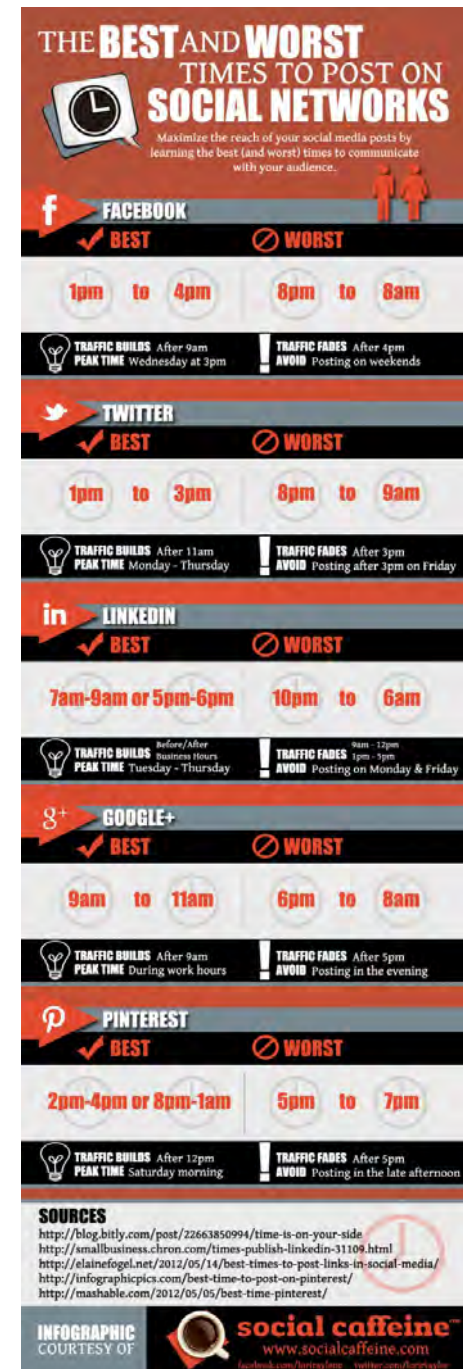 THE BEST AND WORST
TIMES TO POST ON
SOCIAL NETWORKS
Maximize the reach of your social media posts by
learning the best (and worst) times to communicate
with your audience.
f FACEBOOK
BEST WORST
1pm to 4pm 8pm to 8am
TRAFFIC BUILDS After 9am TRAFFIC FADES After 4pm
PEAK TIME Wednesday at 3pm AVOID Posting on weekends
TWITTER
BEST WORST
1pm to 3pm 8pm to 9am
TRAFFIC BUILDS After 11am TRAFFIC FADES After 3pm
PEAK TIME Monday - Thursday AVOID Posting after 3pm on Friday
in LINKEDIN
BEST WORST
7am-9am or 5pm-6pm 10pm to 6am
TRAFFIC BUILDS Before/After Business Hours TRAFFIC FADES 9am - 12pm 1pm - 5pm
PEAK TIME Tuesday - Thursday AVOID Posting on Monday & Friday
g+ GOOGLE+
BEST WORST
9am to 11am 6pm to 8am
TRAFFIC BUILDS After 9am TRAFFIC FADES After 5pm
PEAK TIME During work hours AVOID Posting in the evening
PINTEREST
BEST WORST
2pm-4pm or 8pm-1am 5pm to 7pm
TRAFFIC BUILDS After 12pm TRAFFIC FADES After 5pm
PEAK TIME Saturday morning AVOID Posting in the late afternoon
SOURCES
http://blog.bitly.com/post/22663850994/time-is-on-your-side
http://smallbusiness.chron.com/times-publish-linkedin-31109.html
http://elainefogel.net/2012/05/14/best-times-to-post-links-in-social-media/
http://infographicpics.com/best-time-to-post-on-pinterest/
http://mashable.com/2012/05/05/best-time-pinterest/
INFOGRAPHIC
COURTESY OF
social caffeine™
www.socialcaffeine.com